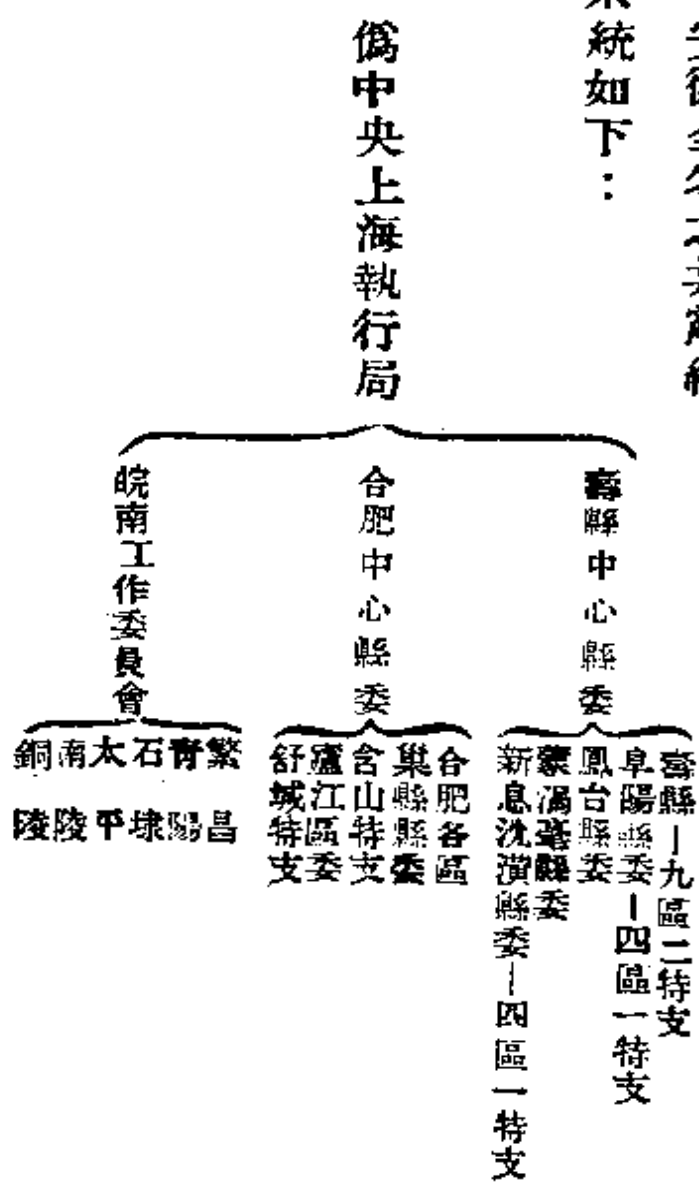 統如下：
偽中央上海執行局
壽縣中心縣委
壽縣—九區二特支
阜陽縣委—四區一特支
鳳台縣委
蒙渦亳縣委
新息沈潢縣委—四區一特支
合肥中心縣委
合肥各區
巢縣縣委
含山特支
廬江區委
舒城特支
皖南工作委員會
繁昌
青陽
石埭
太平
南陵
銅陵